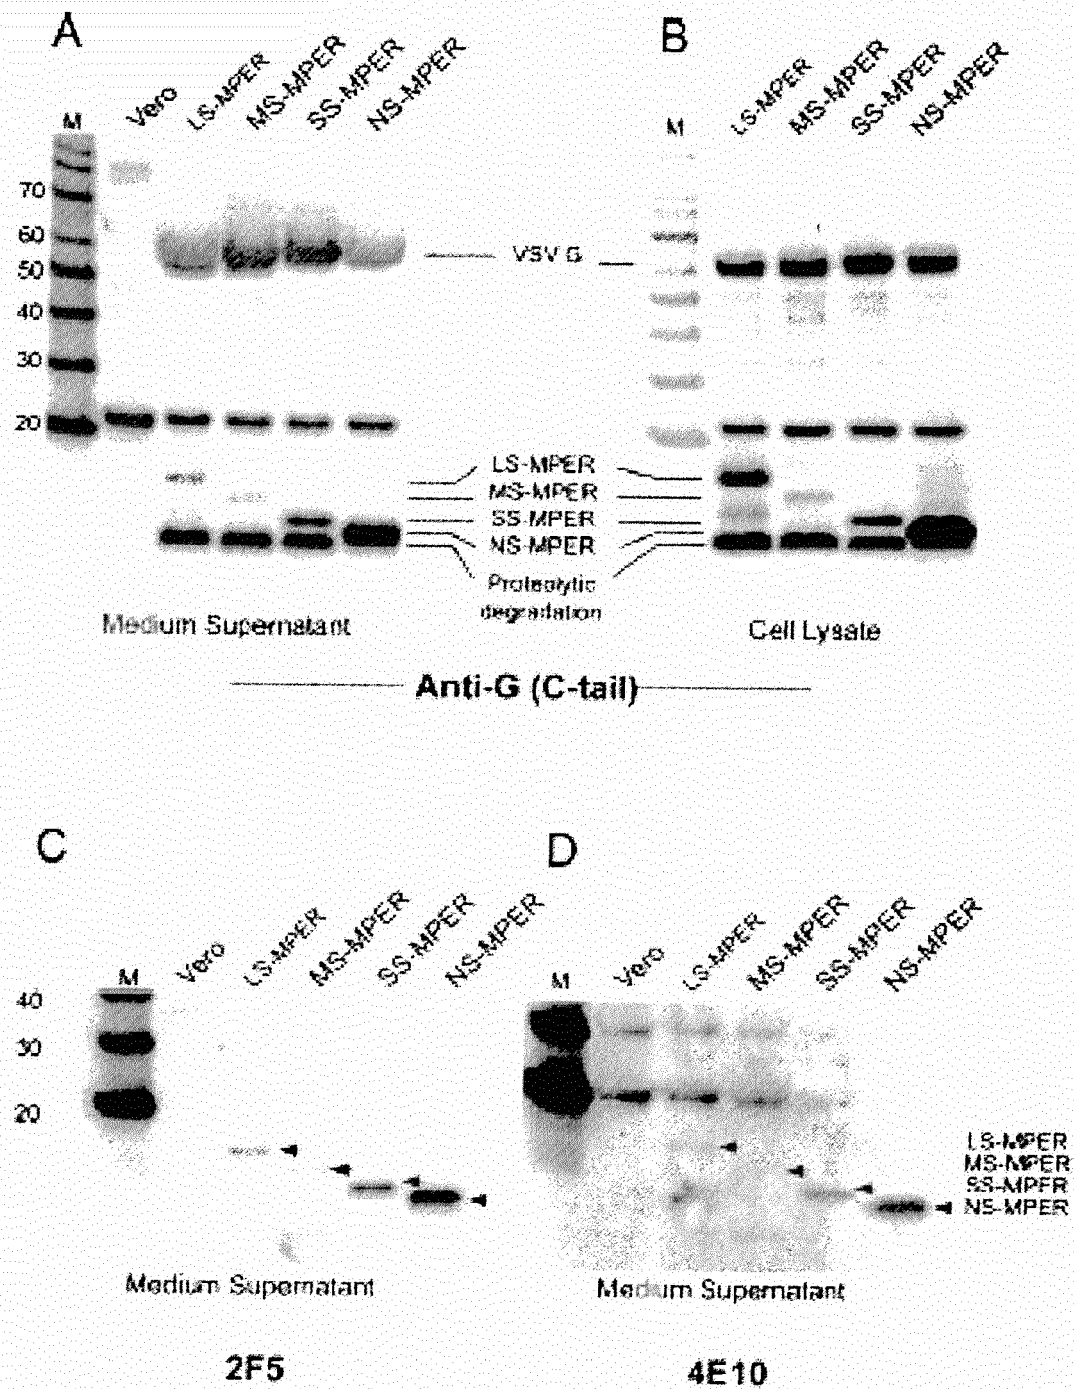 A
B
M
Vero
LS-MPER
MS-MPER
SS-MPER
NS-MPER
M
LS-MPER
MS-MPER
SS-MPER
NS-MPER
70
60
50
40
30
20
VSV G
LS-MPER
MS-MPER
SS-MPER
NS-MPER
Proteolytic
degradation
Medium Supernatant
Cell Lysate
Anti-G (C-tail)
C
D
M
Vero
LS-MPER
MS-MPER
SS-MPER
NS-MPER
M
Vero
LS-MPER
MS-MPER
SS-MPER
NS-MPER
40
30
20
LS-MPER
MS-MPER
SS-MPER
NS-MPER
Medium Supernatant
Medium Supernatant
2F5
4E10